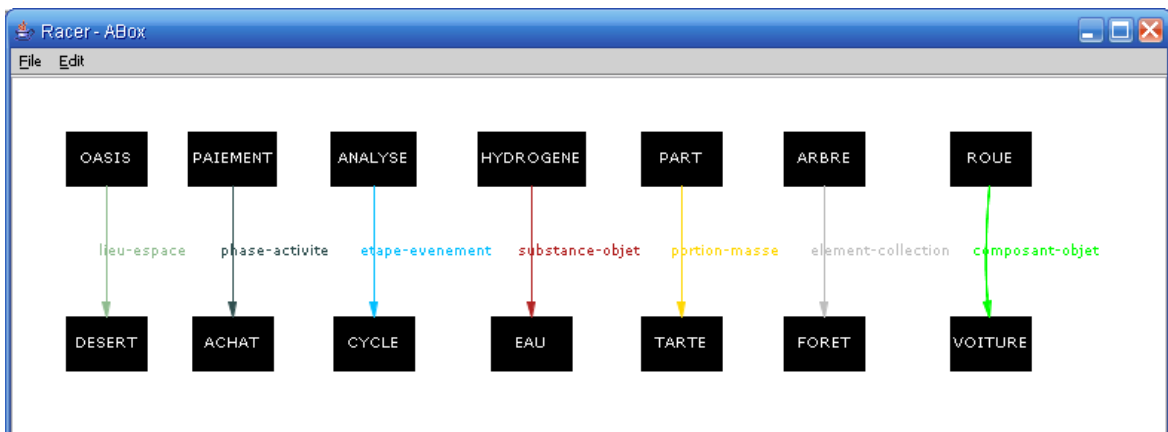 Racer - ABox
File Edit
OASIS PAIEMENT ANALYSE HYDROGENE PART ARBRE ROUE
lieu-espace phase-activite etape-evenement substance-objet portion-masse element-collection composant-objet
DESERT ACHAT CYCLE EAU TARTE FORET VOITURE